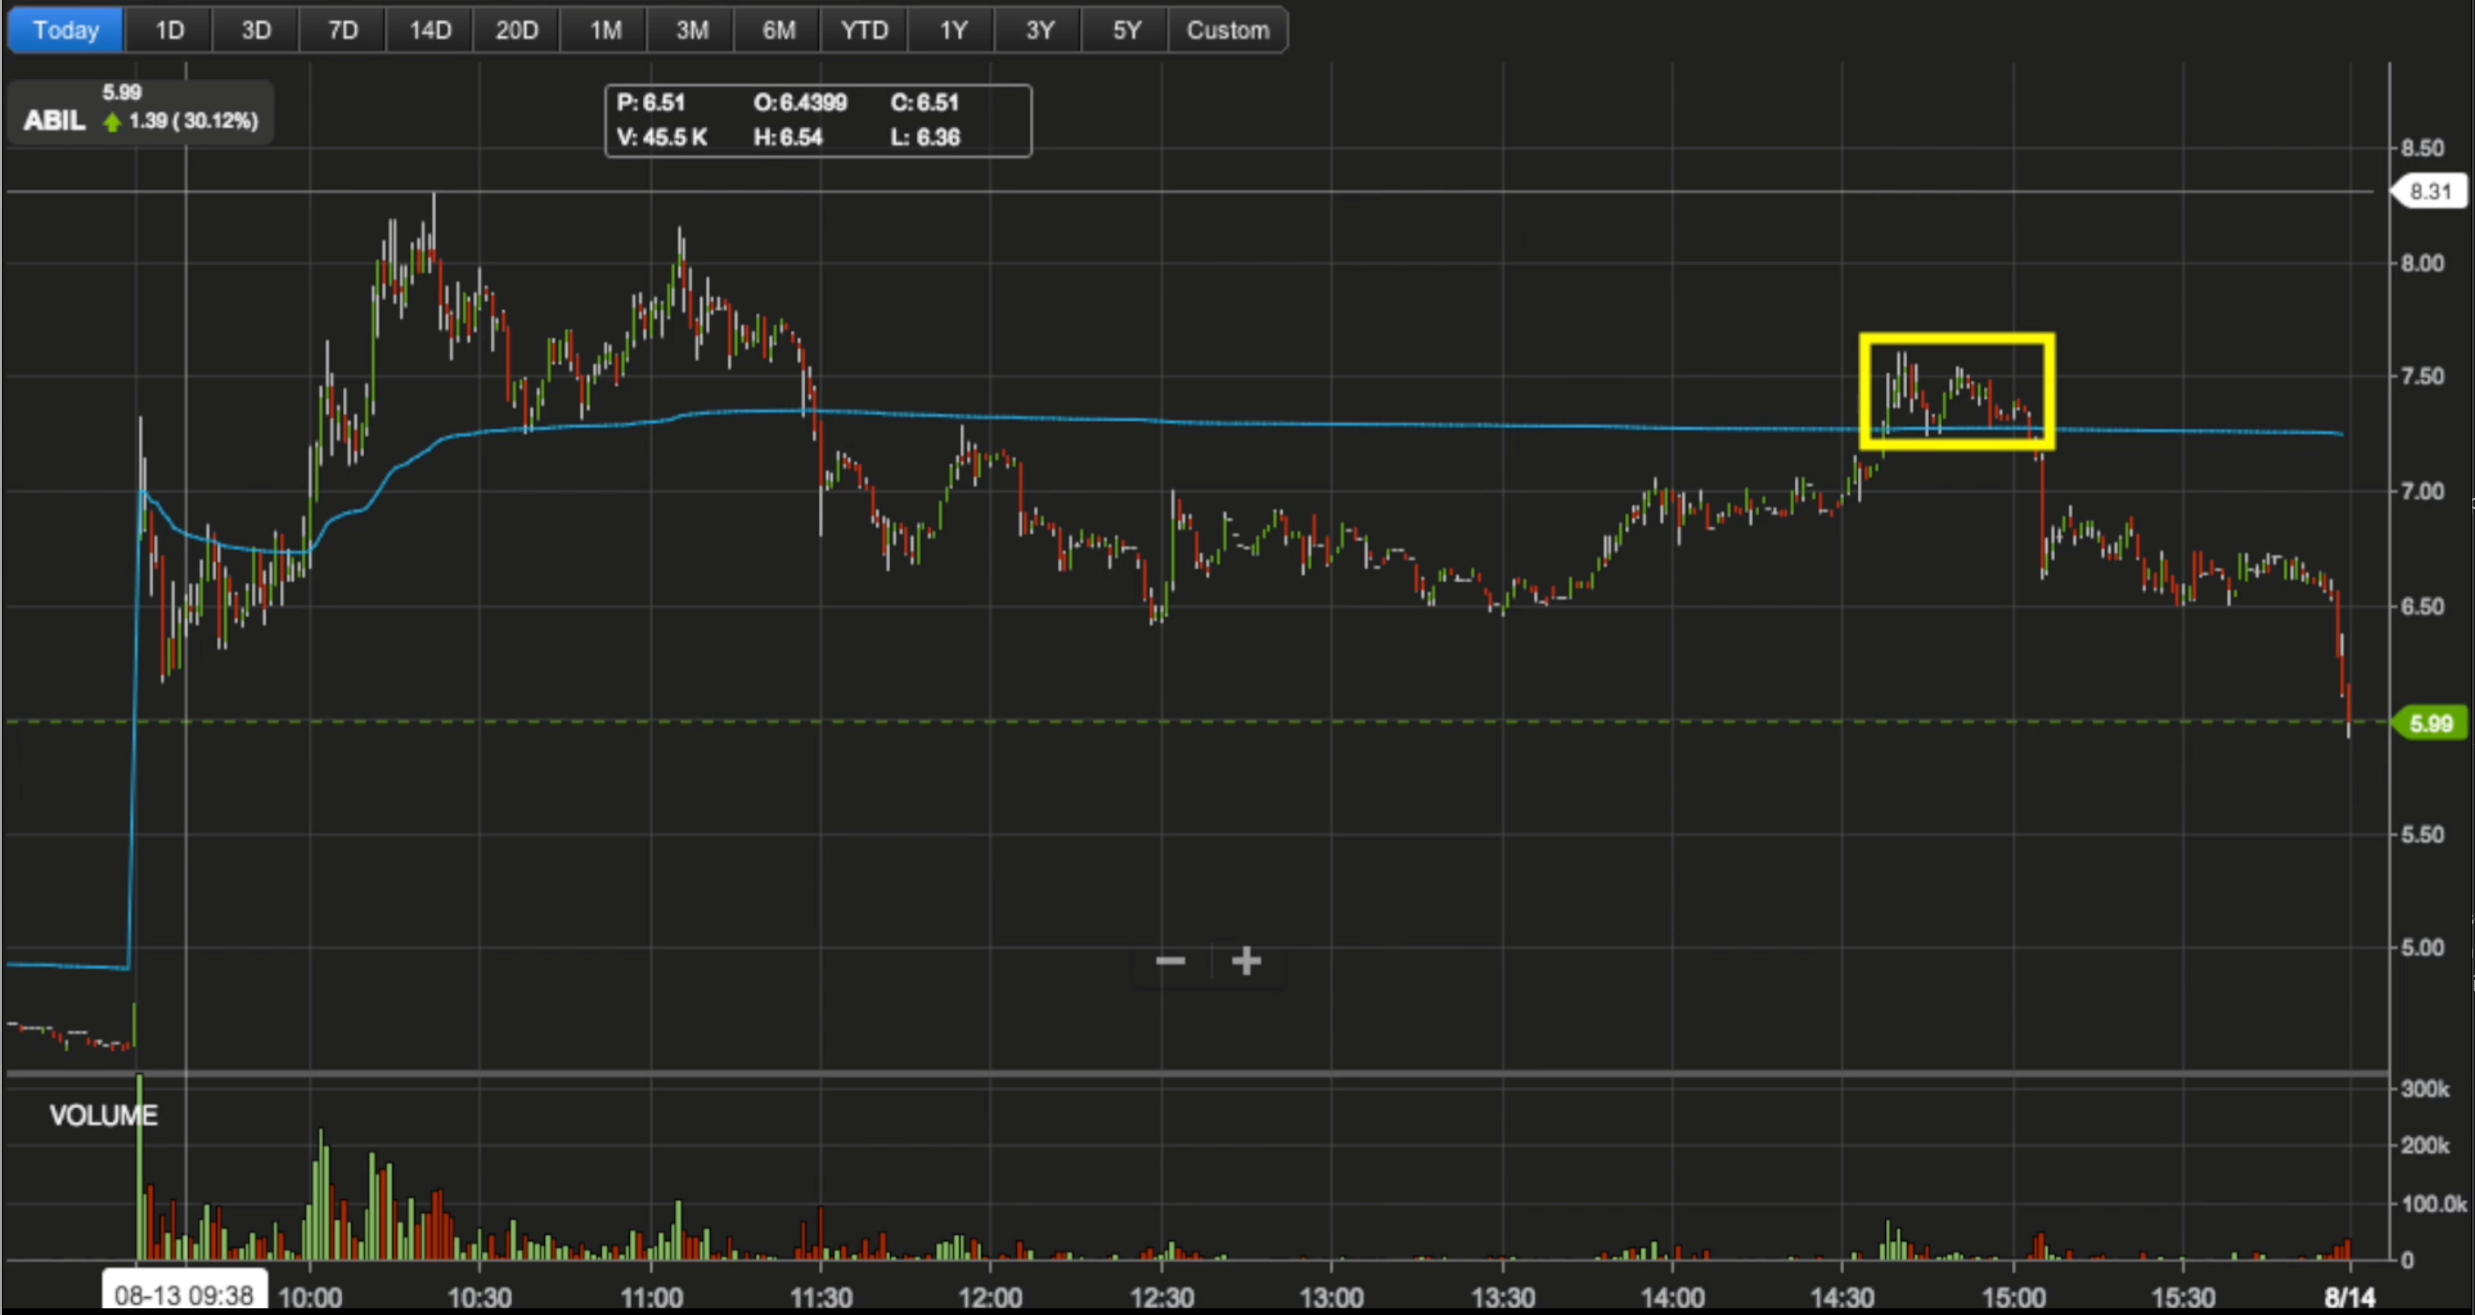 Today 1D 3D 7D 14D 20D 1M 3M 6M YTD 1Y 3Y 5Y Custom
5.99
ABIL 1.39 ( 30.12%)
P: 6.51 O: 6.4399 C: 6.51
V: 45.5 K H: 6.54 L: 6.36
8.50
8.31
8.00
7.50
7.00
6.50
5.99
5.50
5.00
VOLUME
300k
200k
100.0k
0
08-13 09:38 10:00 10:30 11:00 11:30 12:00 12:30 13:00 13:30 14:00 14:30 15:00 15:30 8/14